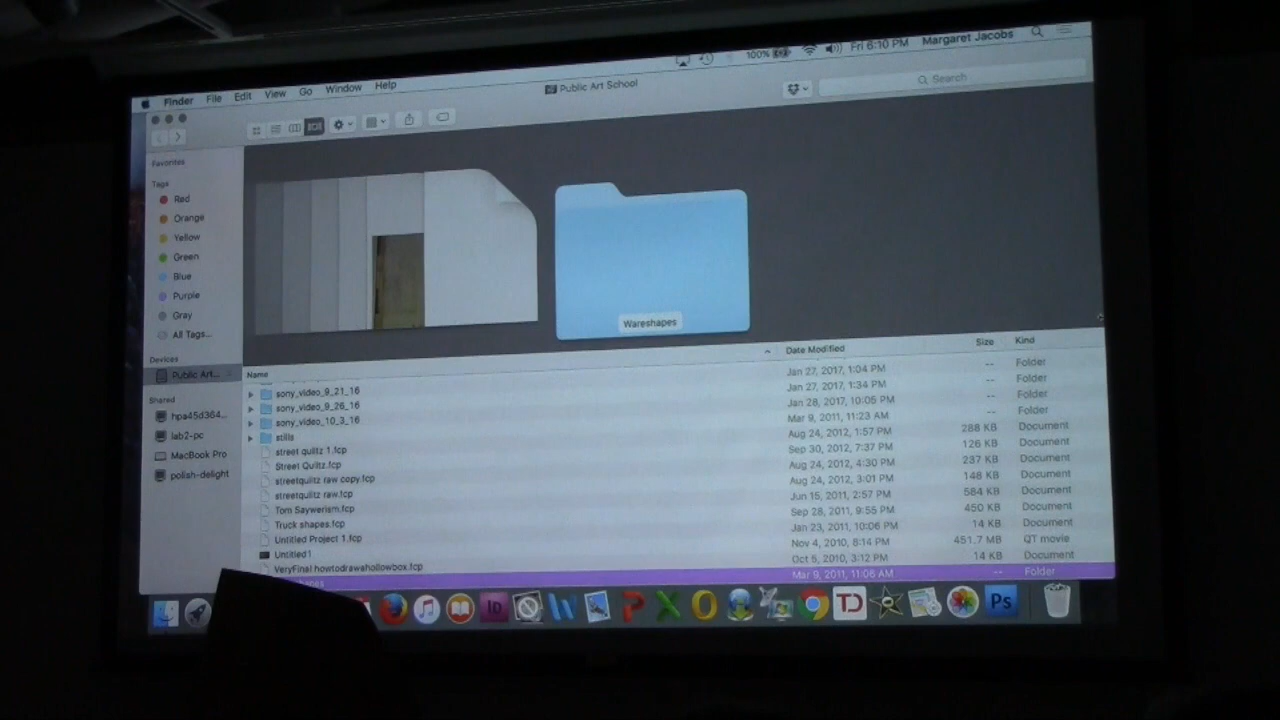 Finder File Edit View Go Window Help
100% Fri 6:10 PM Margaret Jacobs
Public Art School
Search
Favorites
Tags
Red
Orange
Yellow
Green
Blue
Purple
Gray
All Tags...
Devices
Public Art...
Shared
hpa45d364...
lab2-pc
MacBook Pro
polish-delight
Wareshapes
Name Date Modified Size Kind
Jan 27, 2017, 1:04 PM -- Folder
sony_video_9_21_16 Jan 27, 2017, 1:34 PM -- Folder
sony_video_9_26_16 Jan 28, 2017, 10:05 PM -- Folder
sony_video_10_3_16 Mar 9, 2011, 11:23 AM -- Folder
stills Aug 24, 2012, 1:57 PM 288 KB Document
street quiltz 1.fcp Sep 30, 2012, 7:37 PM 126 KB Document
Street Quiltz.fcp Aug 24, 2012, 4:30 PM 237 KB Document
streetquiltz raw copy.fcp Aug 24, 2012, 3:01 PM 148 KB Document
streetquiltz raw.fcp Jun 15, 2011, 2:57 PM 584 KB Document
Tom Saywerism.fcp Sep 28, 2011, 9:55 PM 450 KB Document
Truck shapes.fcp Jan 23, 2011, 10:06 PM 14 KB Document
Untitled Project 1.fcp Nov 4, 2010, 8:14 PM 451.7 MB QT movie
Untitled1 Oct 5, 2010, 3:12 PM 14 KB Document
VeryFinal howtodrawahollowbox.fcp Mar 9, 2011, 11:06 AM -- Folder
Ps